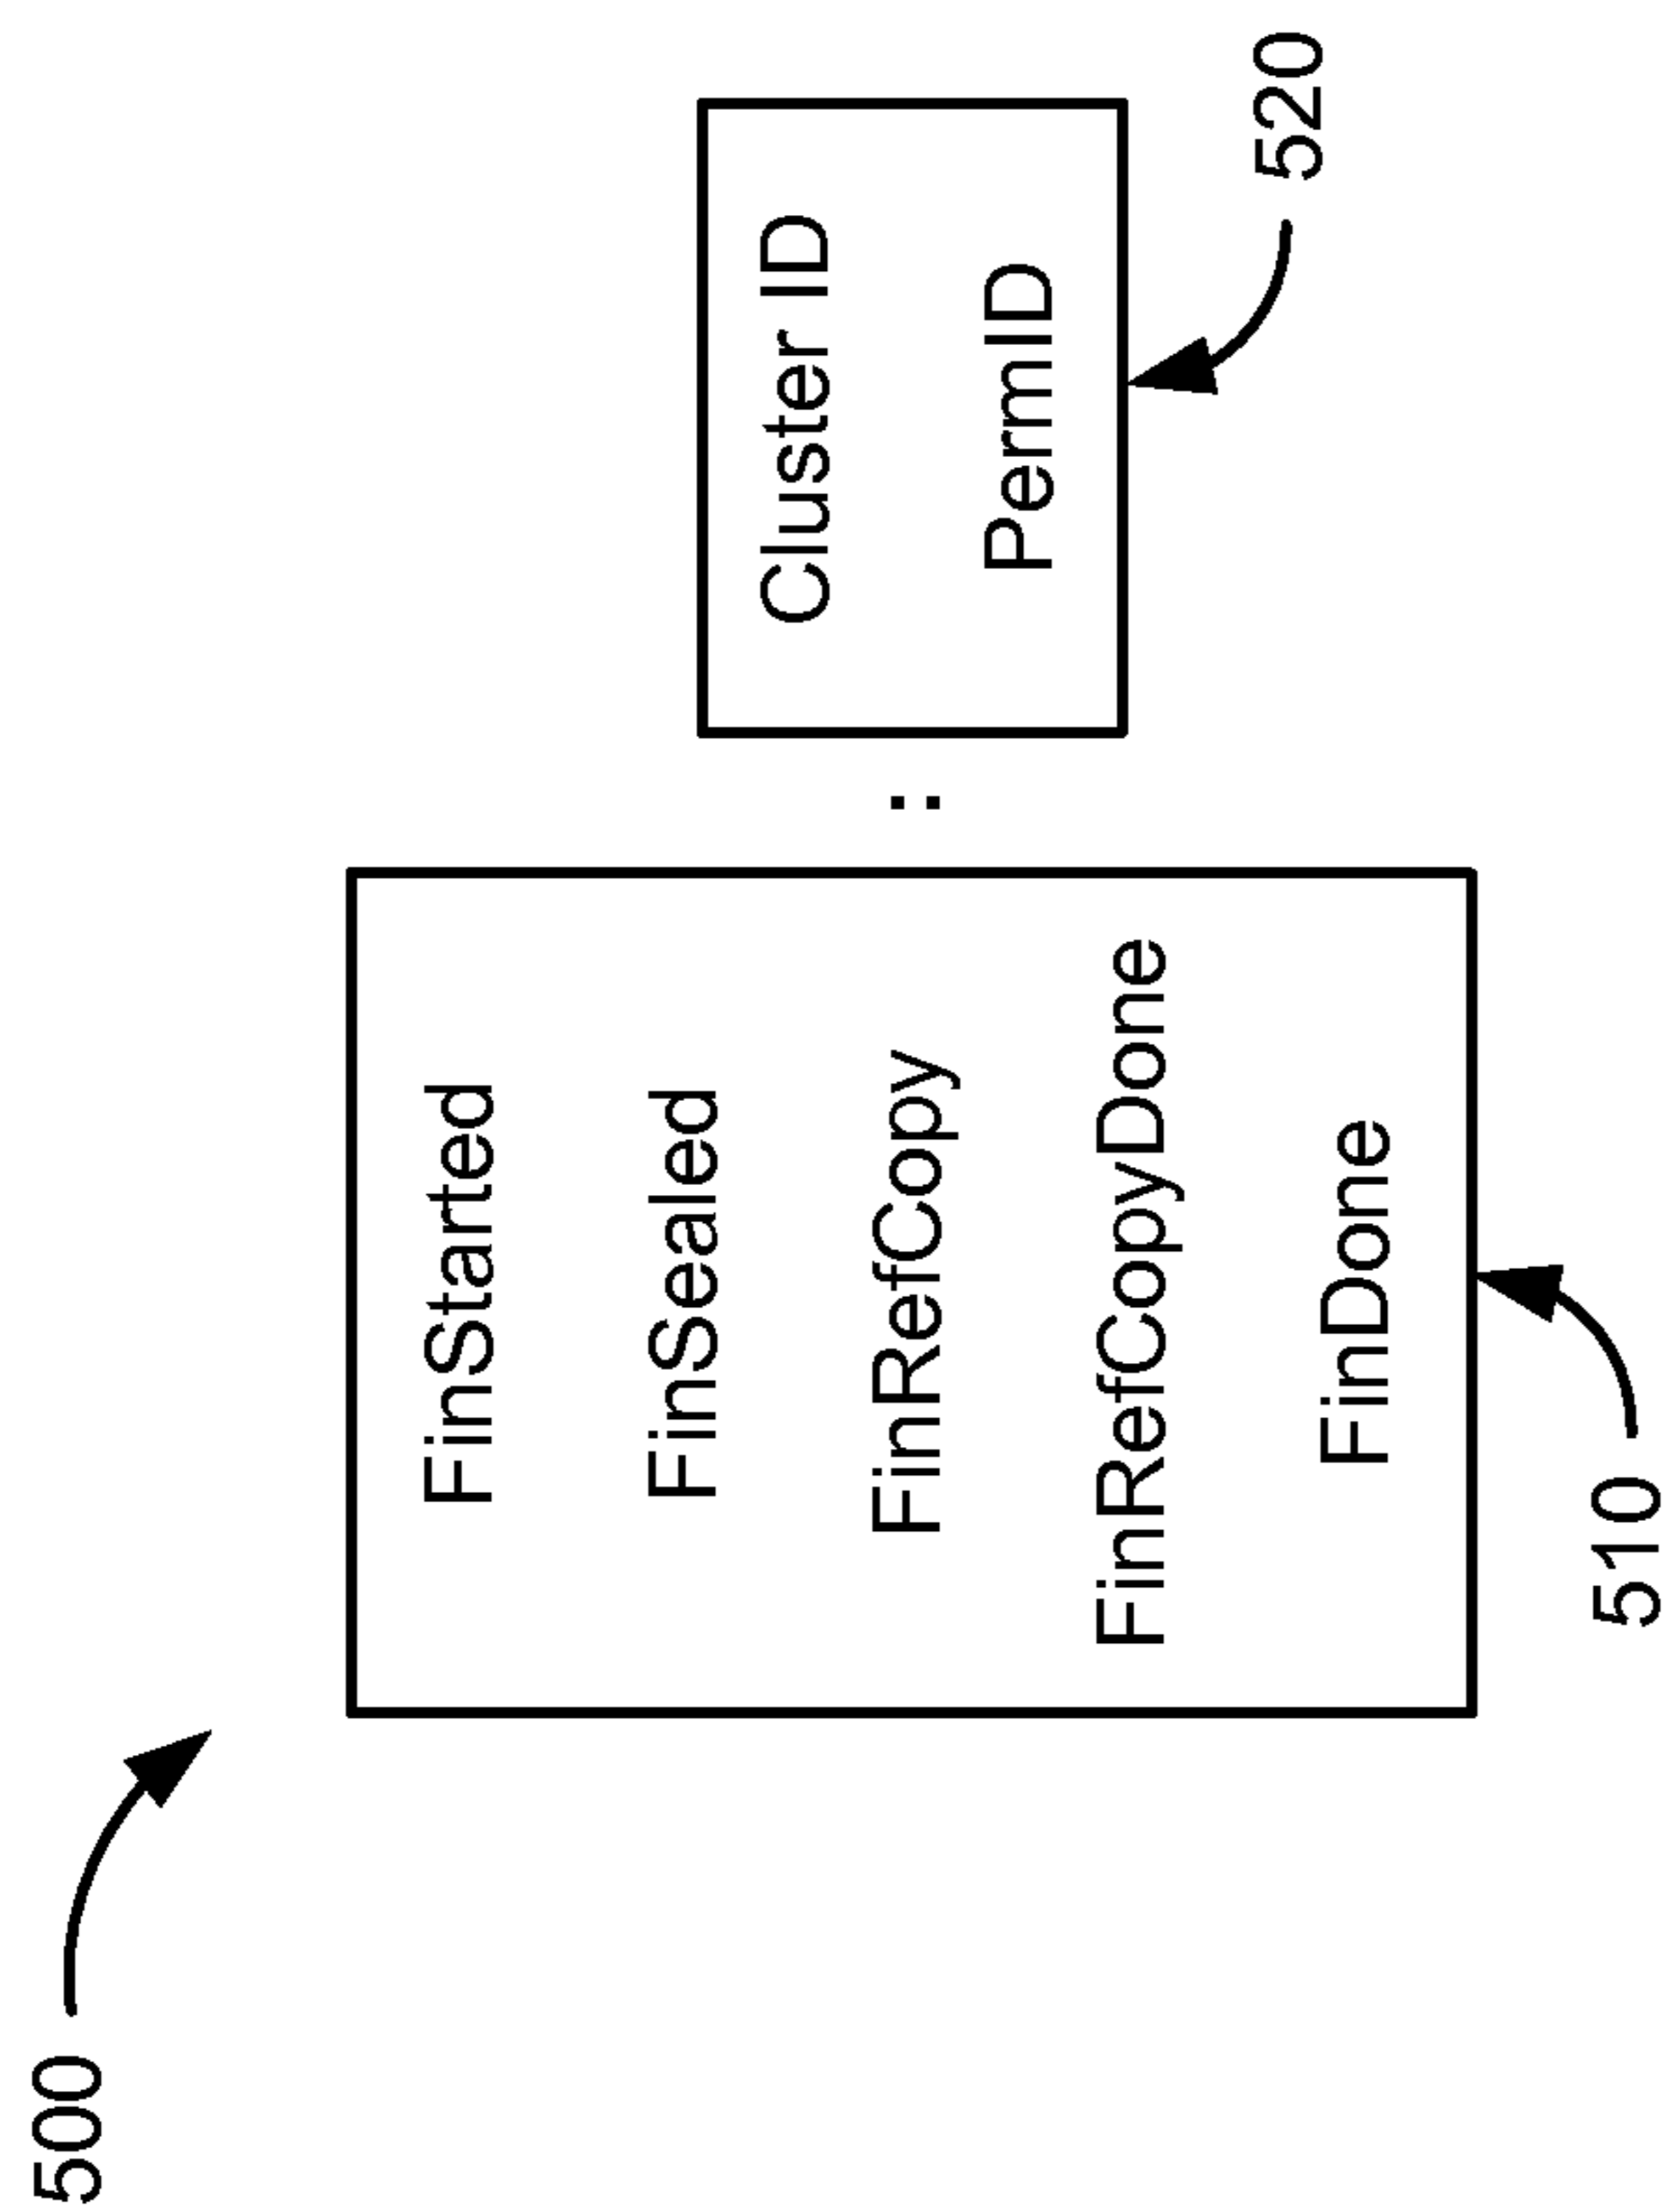 500
FinStarted
FinSealed
FinRefCopy
FinRefCopyDone
FinDone
510
:
Cluster ID
PermID
520